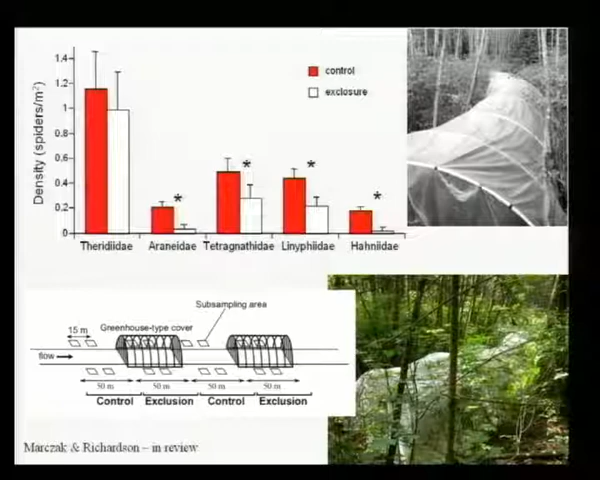 1.4
1.2
1
0.8
0.6
0.4
0.2
0
Density (spiders/m²)
control
exclosure
* * * *
Theridiidae Araneidae Tetragnathidae Linyphiidae Hahniidae
Subsampling area
Greenhouse-type cover
15 m
flow
50 m 50 m 50 m 50 m
Control Exclusion Control Exclusion
Marczak & Richardson – in review